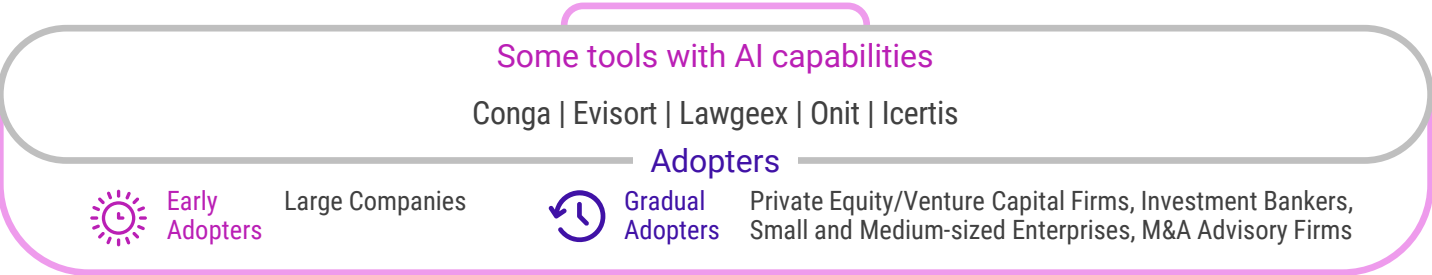 Some tools with AI capabilities
Conga | Evisort | Lawgeex | Onit | Icertis
Adopters
Early
Adopters
Large Companies
Gradual
Adopters
Private Equity/Venture Capital Firms, Investment Bankers,
Small and Medium-sized Enterprises, M&A Advisory Firms